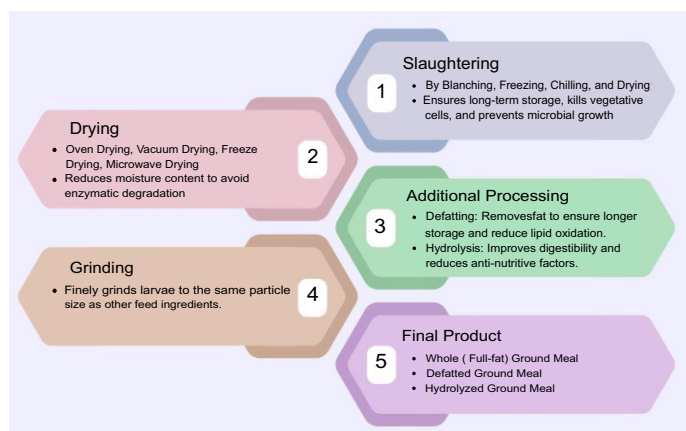 1
Slaughtering
• By Blanching, Freezing, Chilling, and Drying
• Ensures long-term storage, kills vegetative
cells, and prevents microbial growth
2
Drying
• Oven Drying, Vacuum Drying, Freeze
Drying, Microwave Drying
• Reduces moisture content to avoid
enzymatic degradation
3
Additional Processing
• Defatting: Removesfat to ensure longer
storage and reduce lipid oxidation.
• Hydrolysis: Improves digestibility and
reduces anti-nutritive factors.
4
Grinding
• Finely grinds larvae to the same particle
size as other feed ingredients.
5
Final Product
• Whole ( Full-fat) Ground Meal
• Defatted Ground Meal
• Hydrolyzed Ground Meal